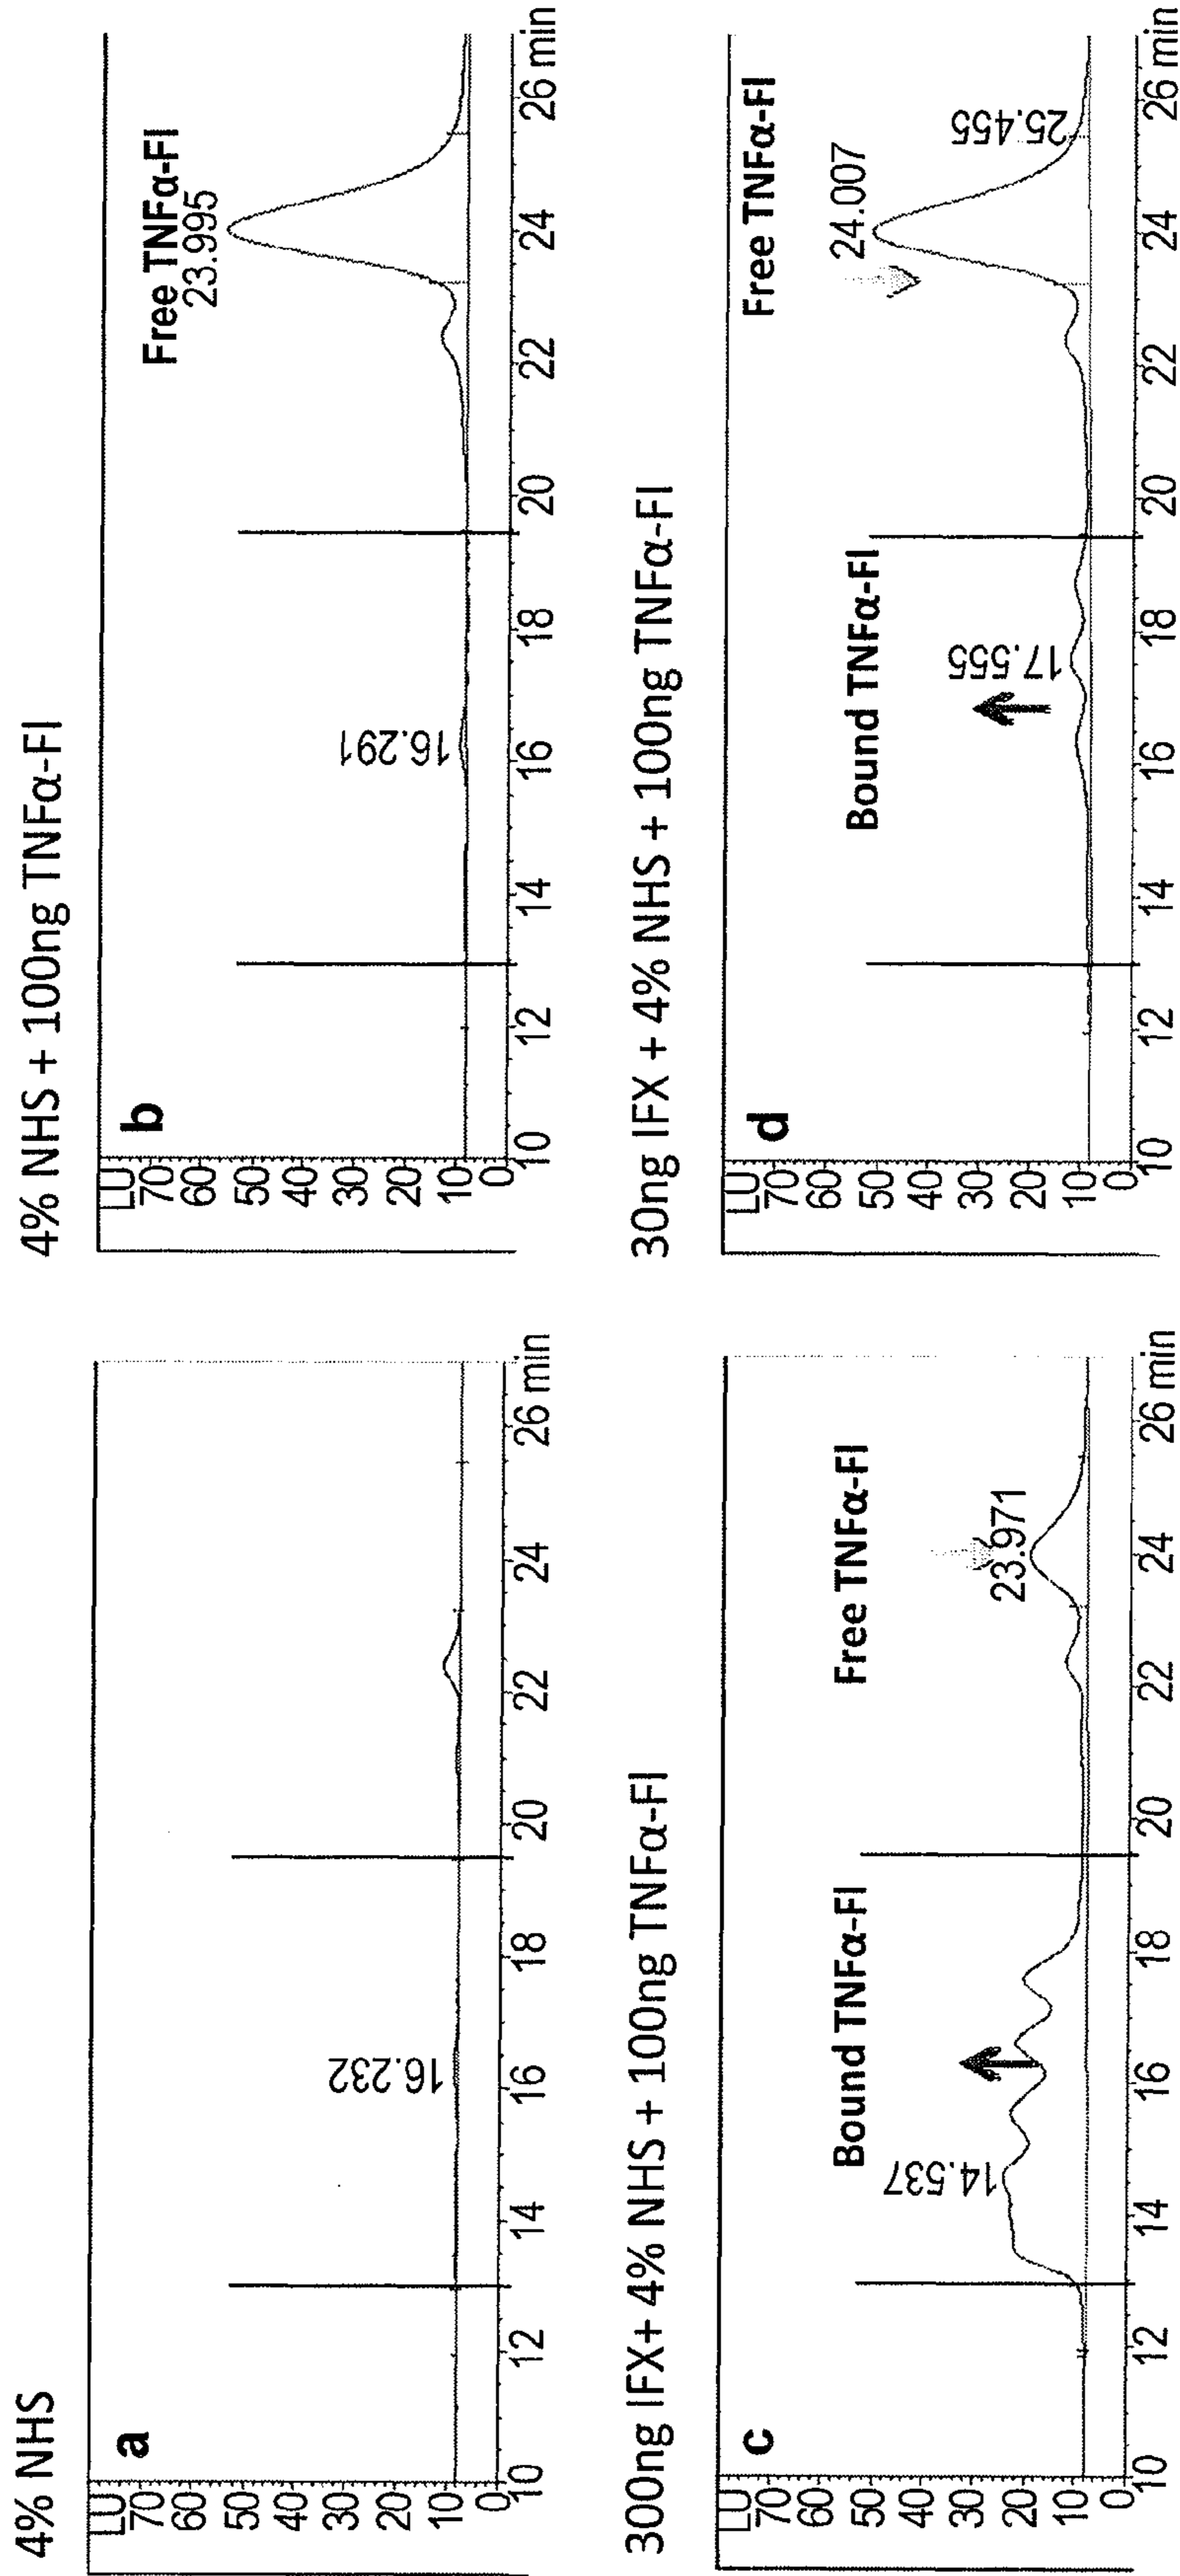 4% NHS
a
LU
70
60
50
40
30
20
10
0
16.232
10 12 14 16 18 20 22 24 26 min
4% NHS + 100ng TNFα-Fl
b
LU
70
60
50
40
30
20
10
0
Free TNFα-Fl
23.995
16.291
10 12 14 16 18 20 22 24 26 min
300ng IFX+ 4% NHS + 100ng TNFα-Fl
c
LU
70
60
50
40
30
20
10
0
Bound TNFα-Fl
14.537
Free TNFα-Fl
23.971
10 12 14 16 18 20 22 24 26 min
30ng IFX + 4% NHS + 100ng TNFα-Fl
d
LU
70
60
50
40
30
20
10
0
Bound TNFα-Fl
17.555
Free TNFα-Fl
24.007
25.455
10 12 14 16 18 20 22 24 26 min